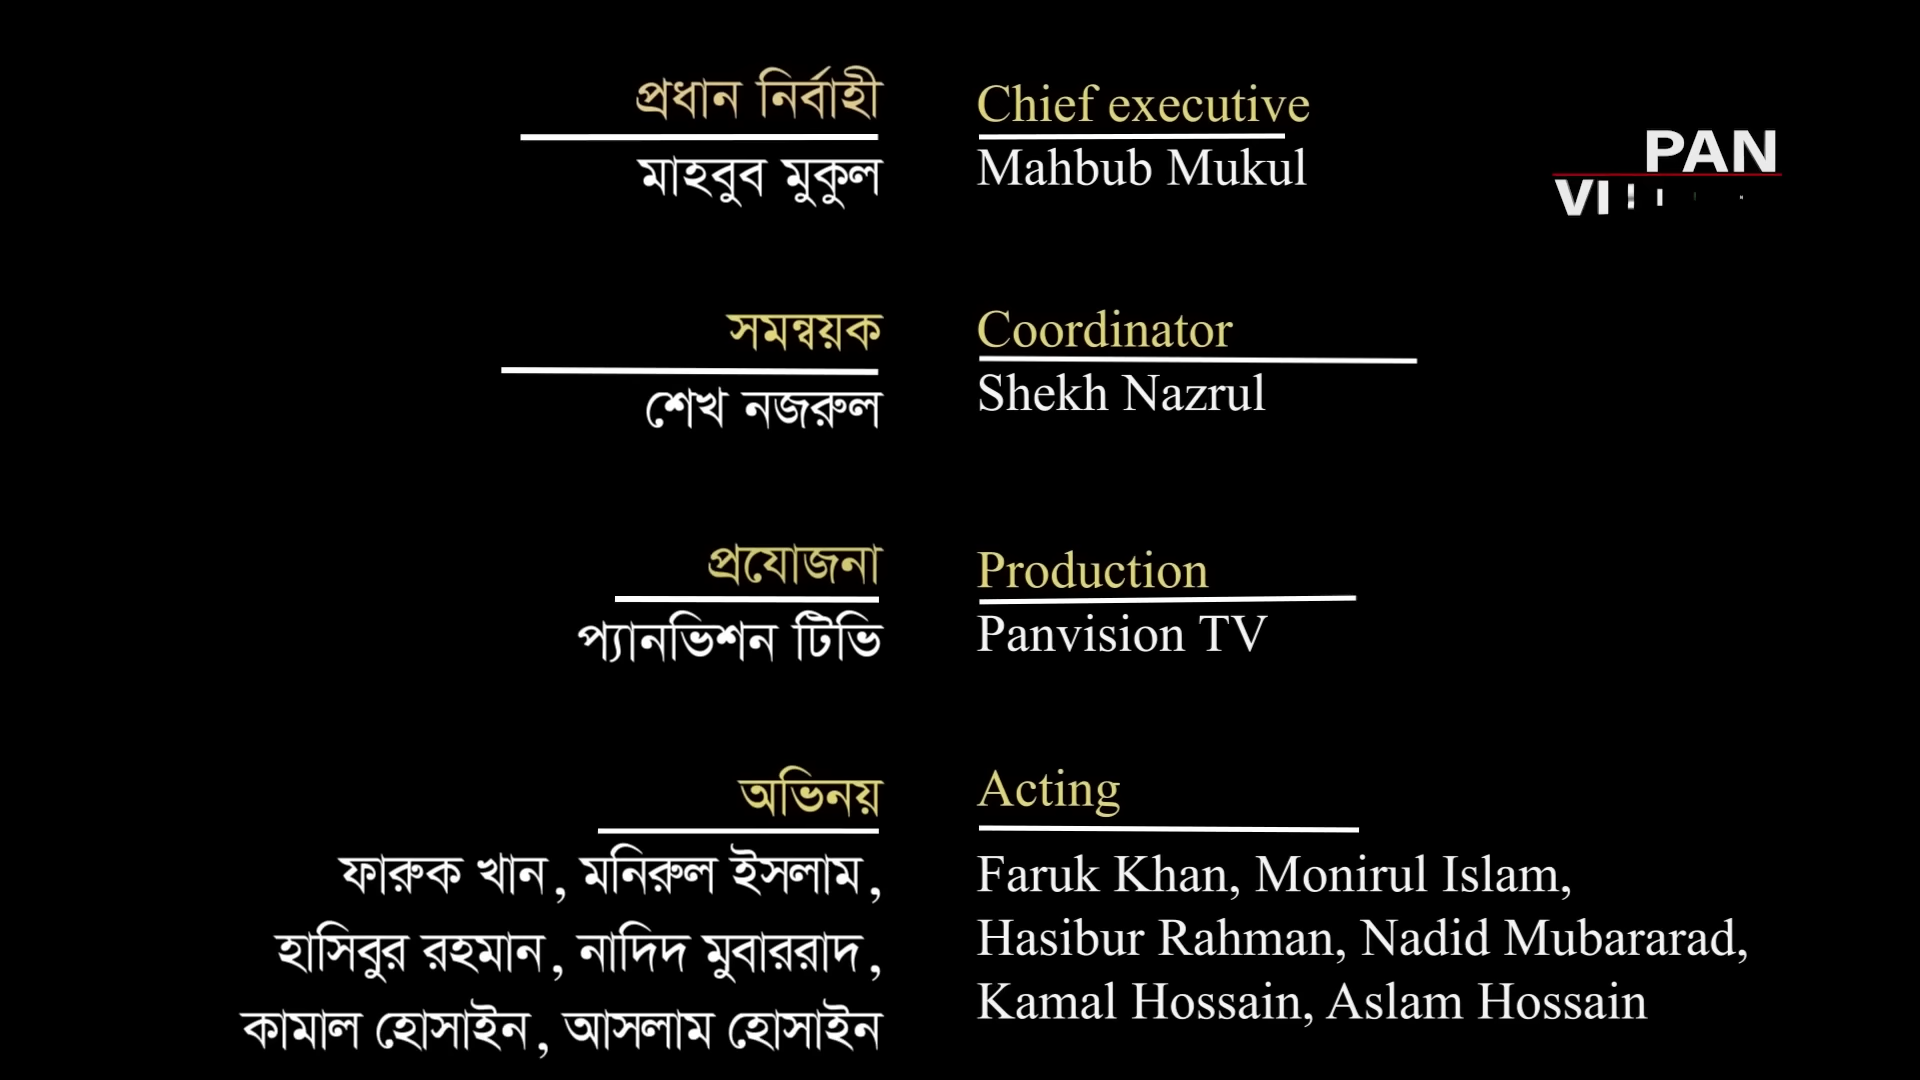 প্রধান নির্বাহী
মাহবুব মুকুল
Chief executive
Mahbub Mukul
PAN
VI
সমন্বয়ক
শেখ নজরুল
Coordinator
Shekh Nazrul
প্রযোজনা
প্যানভিশন টিভি
Production
Panvision TV
অভিনয়
ফারুক খান, মনিরুল ইসলাম,
হাসিবুর রহমান, নাদিদ মুবাররাদ,
কামাল হোসাইন, আসলাম হোসাইন
Acting
Faruk Khan, Monirul Islam,
Hasibur Rahman, Nadid Mubararad,
Kamal Hossain, Aslam Hossain